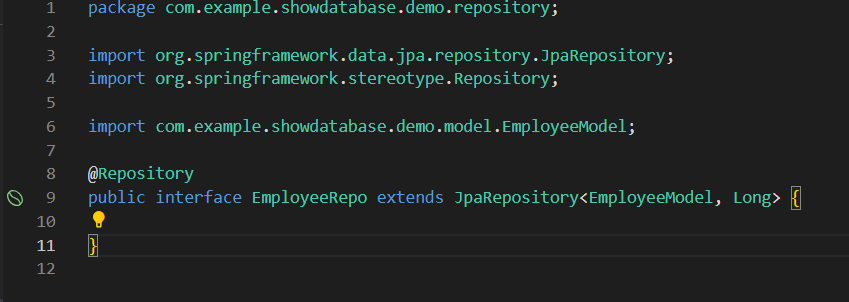 1 package com.example.showdatabase.demo.repository;
2
3 import org.springframework.data.jpa.repository.JpaRepository;
4 import org.springframework.stereotype.Repository;
5
6 import com.example.showdatabase.demo.model.EmployeeModel;
7
8 @Repository
9 public interface EmployeeRepo extends JpaRepository<EmployeeModel, Long> {
10
11 }
12